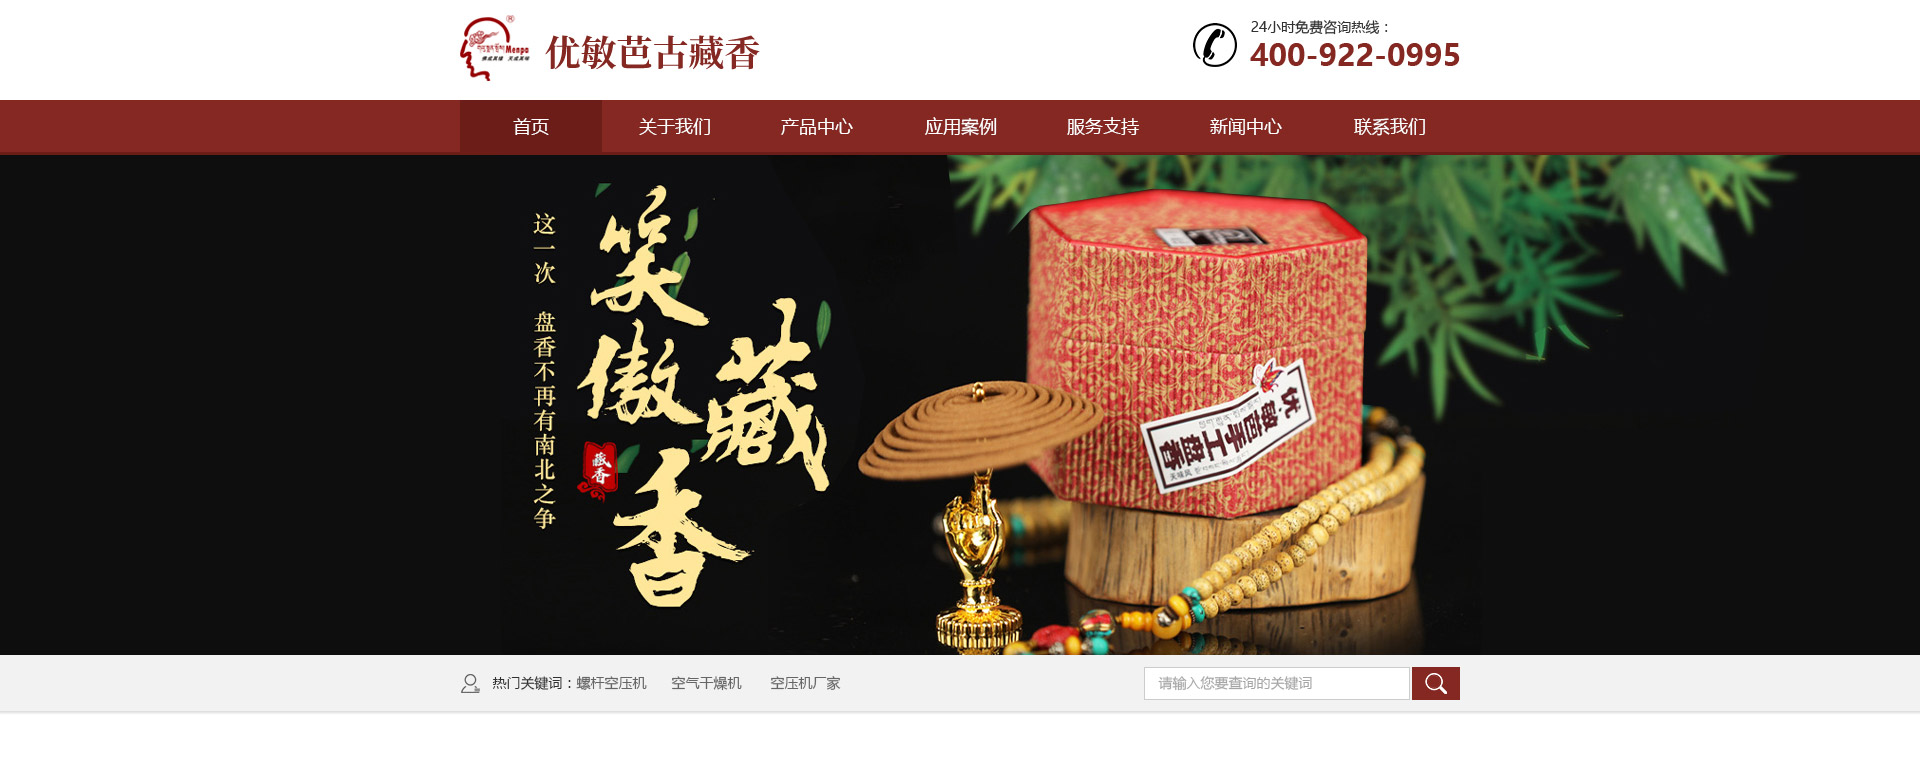 Menpa
优敏芭古藏香
24小时免费咨询热线：
400-922-0995
首页
关于我们
产品中心
应用案例
服务支持
新闻中心
联系我们
这一次 盘香不再有南北之争
笑傲
藏香
藏香
优·敏芭手工盘香
热门关键词：螺杆空压机 空气干燥机 空压机厂家
请输入您要查询的关键词